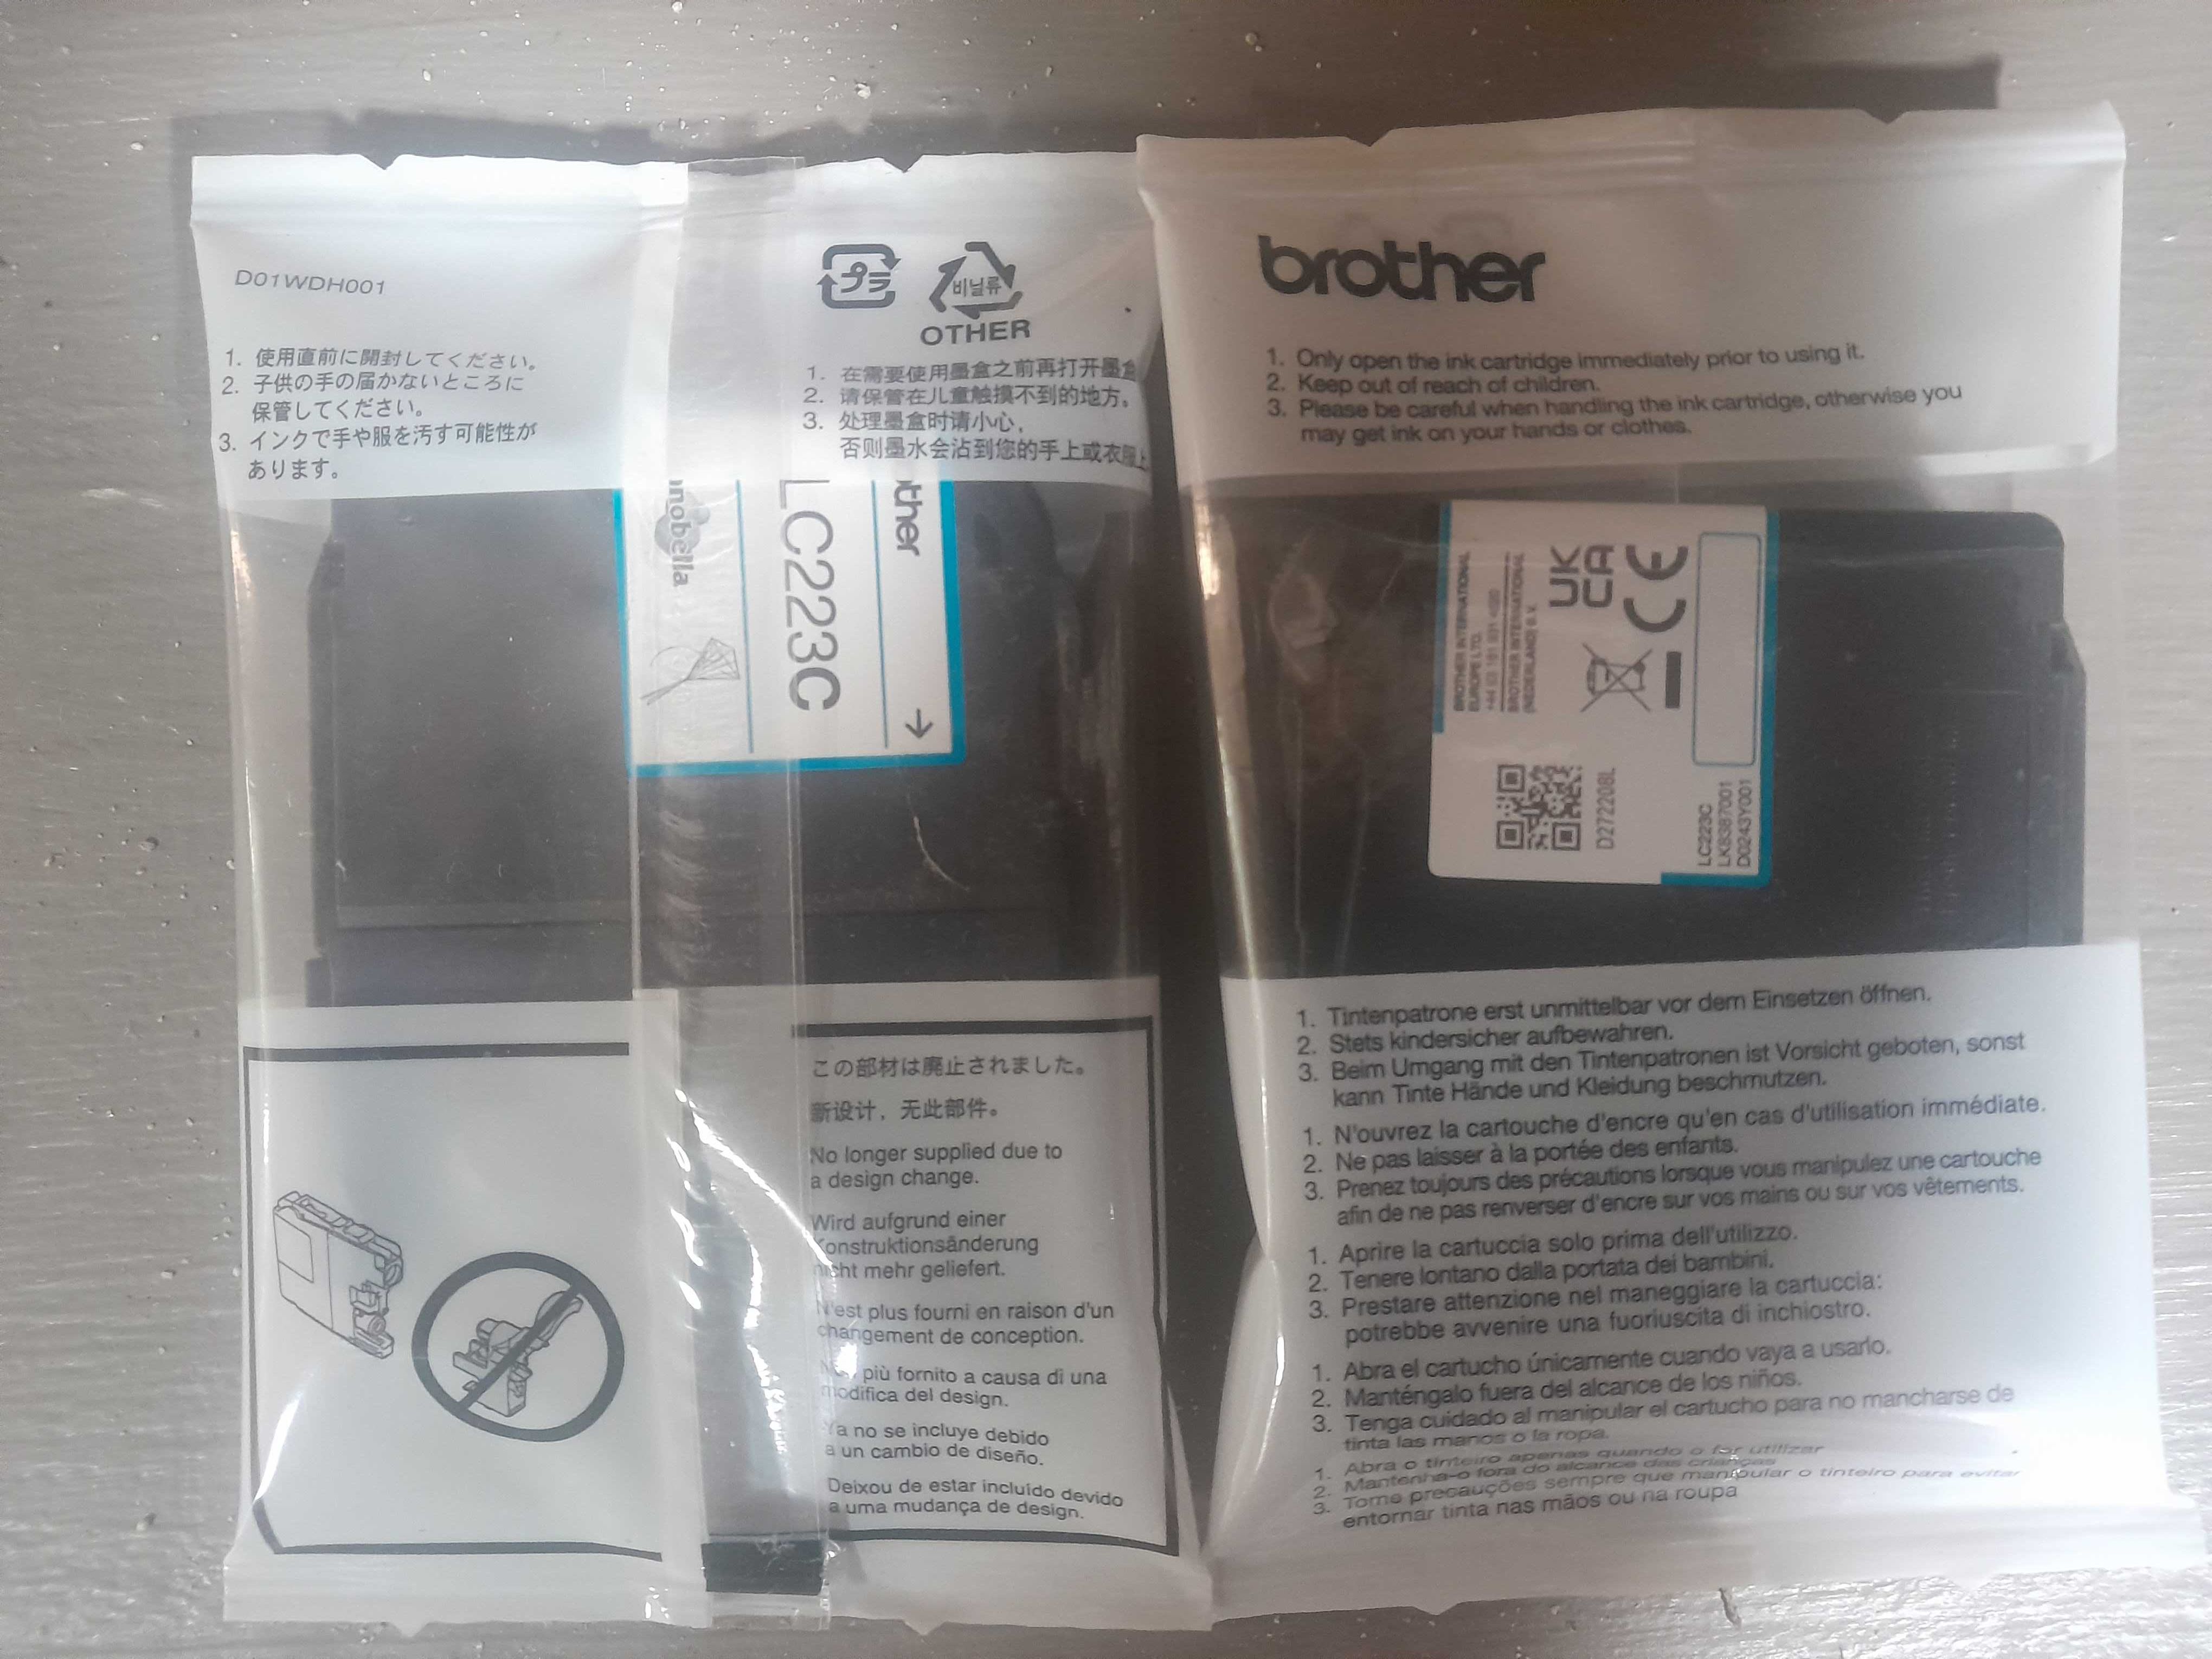 D01WDH001
1. 使用直前に開封してください。
2. 子供の手の届かないところに
保管してください。
3. インクで手や服を汚す可能性が
あります。
プラ
비닐류
OTHER
1. 在需要使用墨盒之前再打开墨盒
2. 请保管在儿童触摸不到的地方。
3. 处理墨盒时请小心,
否则墨水会沾到您的手上或衣服上
ther
LC223C
nobella
この部材は廃止されました。
新设计，无此部件。
No longer supplied due to
a design change.
Wird aufgrund einer
Konstruktionsänderung
nicht mehr geliefert.
N'est plus fourni en raison d'un
changement de conception.
più fornito a causa di una
modifica del design.
Ya no se incluye debido
a un cambio de diseño.
Deixou de estar incluído devido
a uma mudança de design.
brother
1. Only open the ink cartridge immediately prior to using it.
2. Keep out of reach of children.
3. Please be careful when handling the ink cartridge, otherwise you
may get ink on your hands or clothes.
BROTHER INTERNATIONAL
EUROPE LTD.
BROTHER INTERNATIONAL
(NEDERLAND) B.V.
UK
CA
CE
D272208L
LC223C
LK8387001
D0243Y001
1. Tintenpatrone erst unmittelbar vor dem Einsetzen öffnen.
2. Stets kindersicher aufbewahren.
3. Beim Umgang mit den Tintenpatronen ist Vorsicht geboten, sonst
kann Tinte Hände und Kleidung beschmutzen.
1. N'ouvrez la cartouche d'encre qu'en cas d'utilisation immédiate.
2. Ne pas laisser à la portée des enfants.
3. Prenez toujours des précautions lorsque vous manipulez une cartouche
afin de ne pas renverser d'encre sur vos mains ou sur vos vêtements.
1. Aprire la cartuccia solo prima dell'utilizzo.
2. Tenere lontano dalla portata dei bambini.
3. Prestare attenzione nel maneggiare la cartuccia:
potrebbe avvenire una fuoriuscita di inchiostro.
1. Abra el cartucho únicamente cuando vaya a usarlo.
2. Manténgalo fuera del alcance de los niños.
3. Tenga cuidado al manipular el cartucho para no mancharse de
tinta las manos o la ropa.
1. Abra o tinteiro apenas quando o for utilizar
2. Mantenha-o fora do alcance das crianças
3. Tome precauções sempre que manipular o tinteiro para evitar
entornar tinta nas mãos ou na roupa